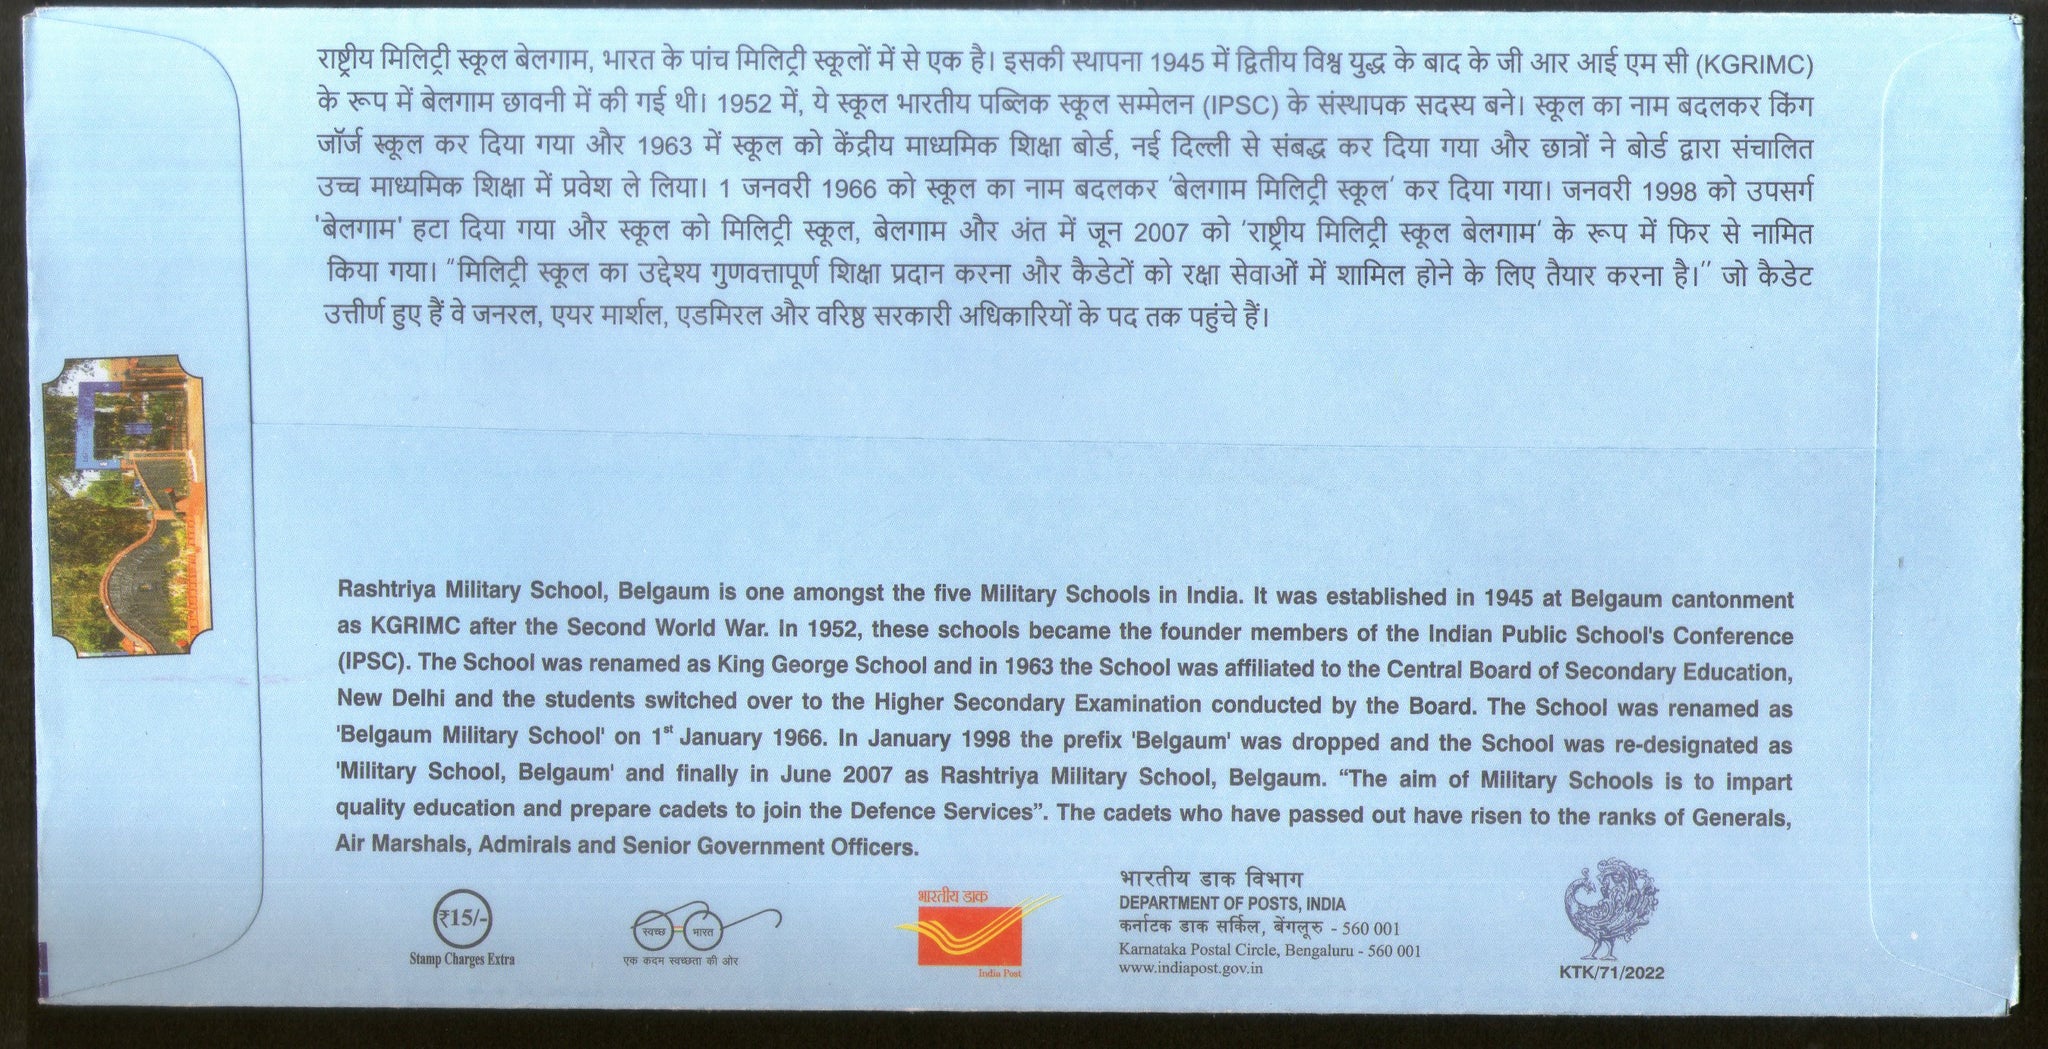 राष्ट्रीय मिलिट्री स्कूल बेलगाम, भारत के पांच मिलिट्री स्कूलों में से एक है। इसकी स्थापना 1945 में द्वितीय विश्व युद्ध के बाद के जी आर आई एम सी (KGRIMC)
के रूप में बेलगाम छावनी में की गई थी। 1952 में, ये स्कूल भारतीय पब्लिक स्कूल सम्मेलन (IPSC) के संस्थापक सदस्य बने। स्कूल का नाम बदलकर किंग
जॉर्ज स्कूल कर दिया गया और 1963 में स्कूल को केंद्रीय माध्यमिक शिक्षा बोर्ड, नई दिल्ली से संबद्ध कर दिया गया और छात्रों ने बोर्ड द्वारा संचालित
उच्च माध्यमिक शिक्षा में प्रवेश ले लिया। 1 जनवरी 1966 को स्कूल का नाम बदलकर 'बेलगाम मिलिट्री स्कूल' कर दिया गया। जनवरी 1998 को उपसर्ग
'बेलगाम' हटा दिया गया और स्कूल को मिलिट्री स्कूल, बेलगाम और अंत में जून 2007 को 'राष्ट्रीय मिलिट्री स्कूल बेलगाम' के रूप में फिर से नामित
किया गया। "मिलिट्री स्कूल का उद्देश्य गुणवत्तापूर्ण शिक्षा प्रदान करना और कैडेटों को रक्षा सेवाओं में शामिल होने के लिए तैयार करना है।" जो कैडेट
उत्तीर्ण हुए हैं वे जनरल, एयर मार्शल, एडमिरल और वरिष्ठ सरकारी अधिकारियों के पद तक पहुंचे हैं।
Rashtriya Military School, Belgaum is one amongst the five Military Schools in India. It was established in 1945 at Belgaum cantonment
as KGRIMC after the Second World War. In 1952, these schools became the founder members of the Indian Public School's Conference
(IPSC). The School was renamed as King George School and in 1963 the School was affiliated to the Central Board of Secondary Education,
New Delhi and the students switched over to the Higher Secondary Examination conducted by the Board. The School was renamed as
'Belgaum Military School' on 1st January 1966. In January 1998 the prefix 'Belgaum' was dropped and the School was re-designated as
'Military School, Belgaum' and finally in June 2007 as Rashtriya Military School, Belgaum. “The aim of Military Schools is to impart
quality education and prepare cadets to join the Defence Services”. The cadets who have passed out have risen to the ranks of Generals,
Air Marshals, Admirals and Senior Government Officers.
₹15/-
Stamp Charges Extra
स्वच्छ भारत
एक कदम स्वच्छता की ओर
भारतीय डाक
India Post
भारतीय डाक विभाग
DEPARTMENT OF POSTS, INDIA
कर्नाटक डाक सर्किल, बेंगलूरु - 560 001
Karnataka Postal Circle, Bengaluru - 560 001
www.indiapost.gov.in
KTK/71/2022